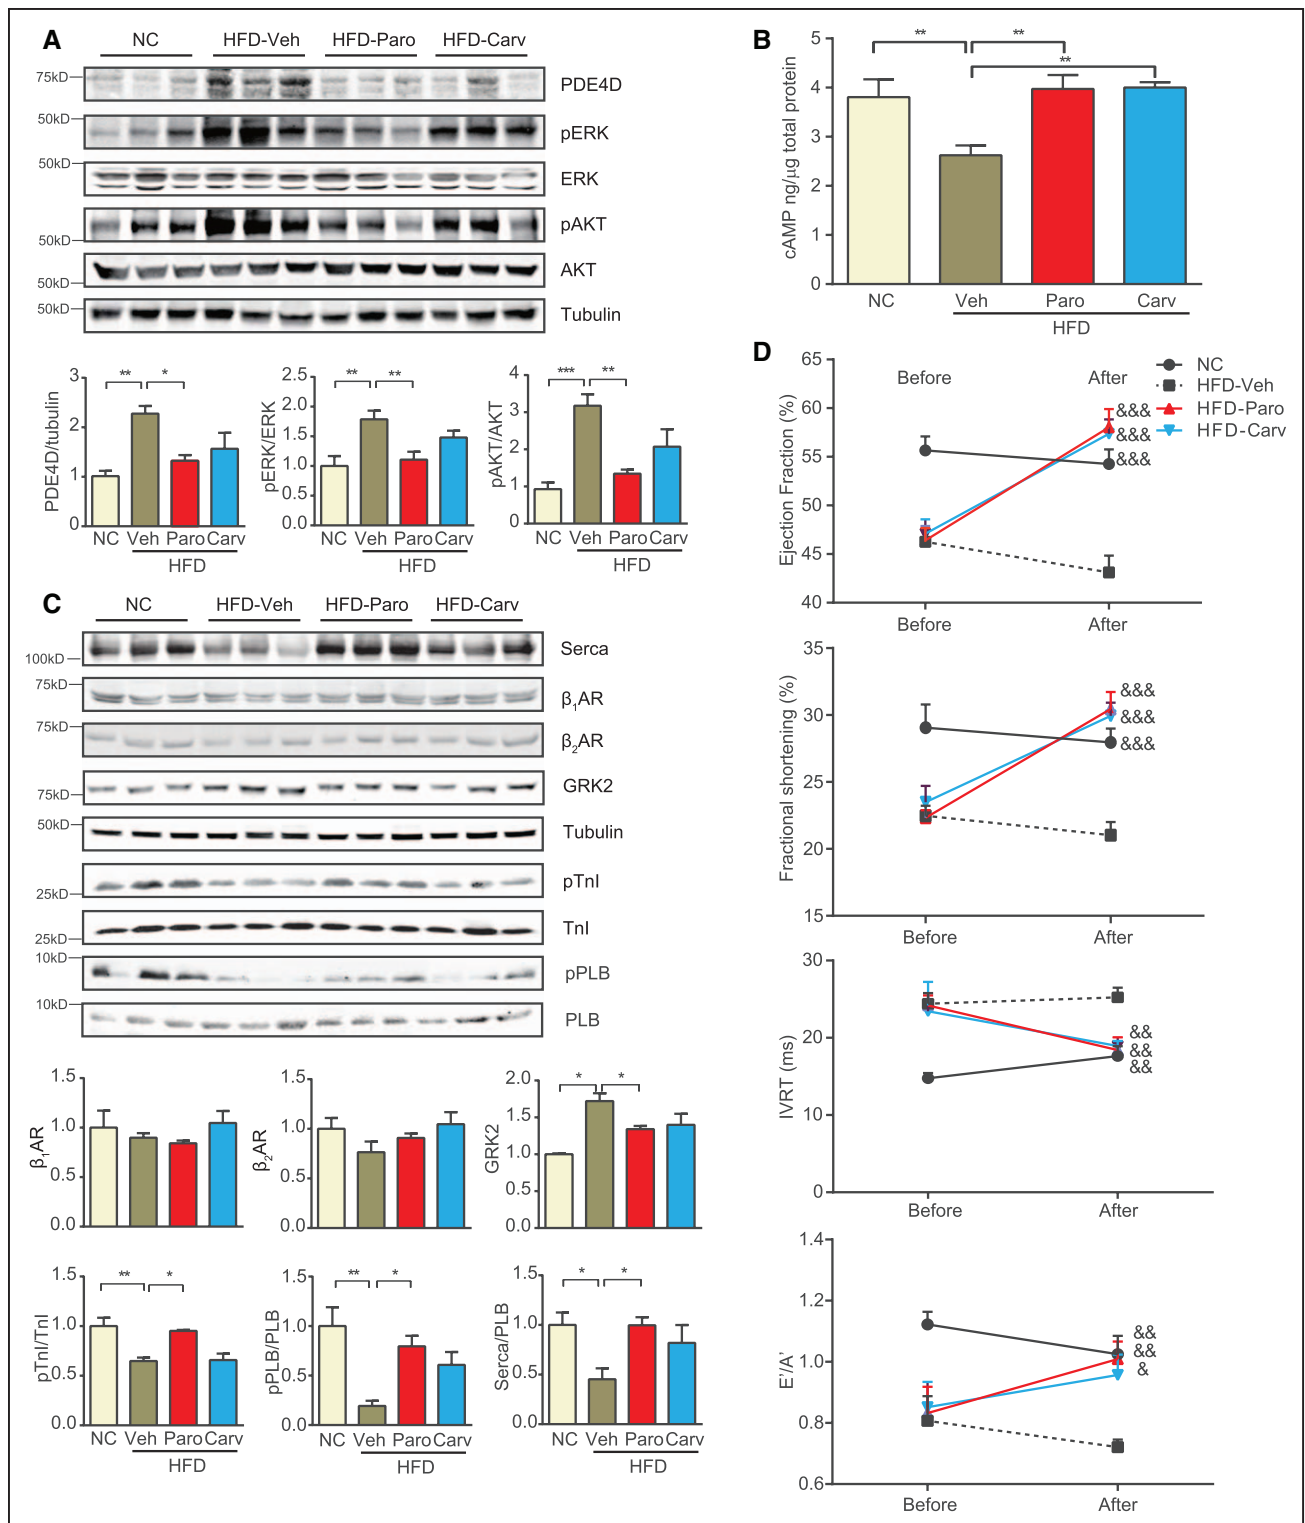 A
NC HFD-Veh HFD-Paro HFD-Carv
75kD PDE4D
50kD pERK
50kD ERK
50kD pAKT
50kD AKT
50kD Tubulin
** *
3
2
1
0
PDE4D/tubulin
NC Veh Paro Carv
HFD
** **
2.5
2.0
1.5
1.0
0.5
0.0
pERK/ERK
NC Veh Paro Carv
HFD
*** **
4
3
2
1
0
pAKT/AKT
NC Veh Paro Carv
HFD
B
** **
**
5
4
3
2
1
0
cAMP ng/μg total protein
NC Veh Paro Carv
HFD
C
NC HFD-Veh HFD-Paro HFD-Carv
100kD Serca
75kD β1AR
75kD β2AR
75kD GRK2
50kD Tubulin
25kD pTnI
25kD TnI
10kD pPLB
10kD PLB
1.5
1.0
0.5
0.0
β1AR
1.5
1.0
0.5
0.0
β2AR
* *
2.0
1.5
1.0
0.5
0.0
GRK2
** *
1.5
1.0
0.5
0.0
pTnI/TnI
NC Veh Paro Carv
HFD
** *
1.5
1.0
0.5
0.0
pPLB/PLB
NC Veh Paro Carv
HFD
* *
1.5
1.0
0.5
0.0
Serca/PLB
NC Veh Paro Carv
HFD
D
NC
HFD-Veh
HFD-Paro
HFD-Carv
Before After
65
60
55
50
45
40
Ejection Fraction (%)
&&&
&&&
&&&
Before After
35
30
25
20
15
Fractional shortening (%)
&&&
&&&
&&&
Before After
30
20
10
0
IVRT (ms)
&&
&&
&&
Before After
1.4
1.2
1.0
0.8
0.6
E'/A'
&&
&&
&
Before After